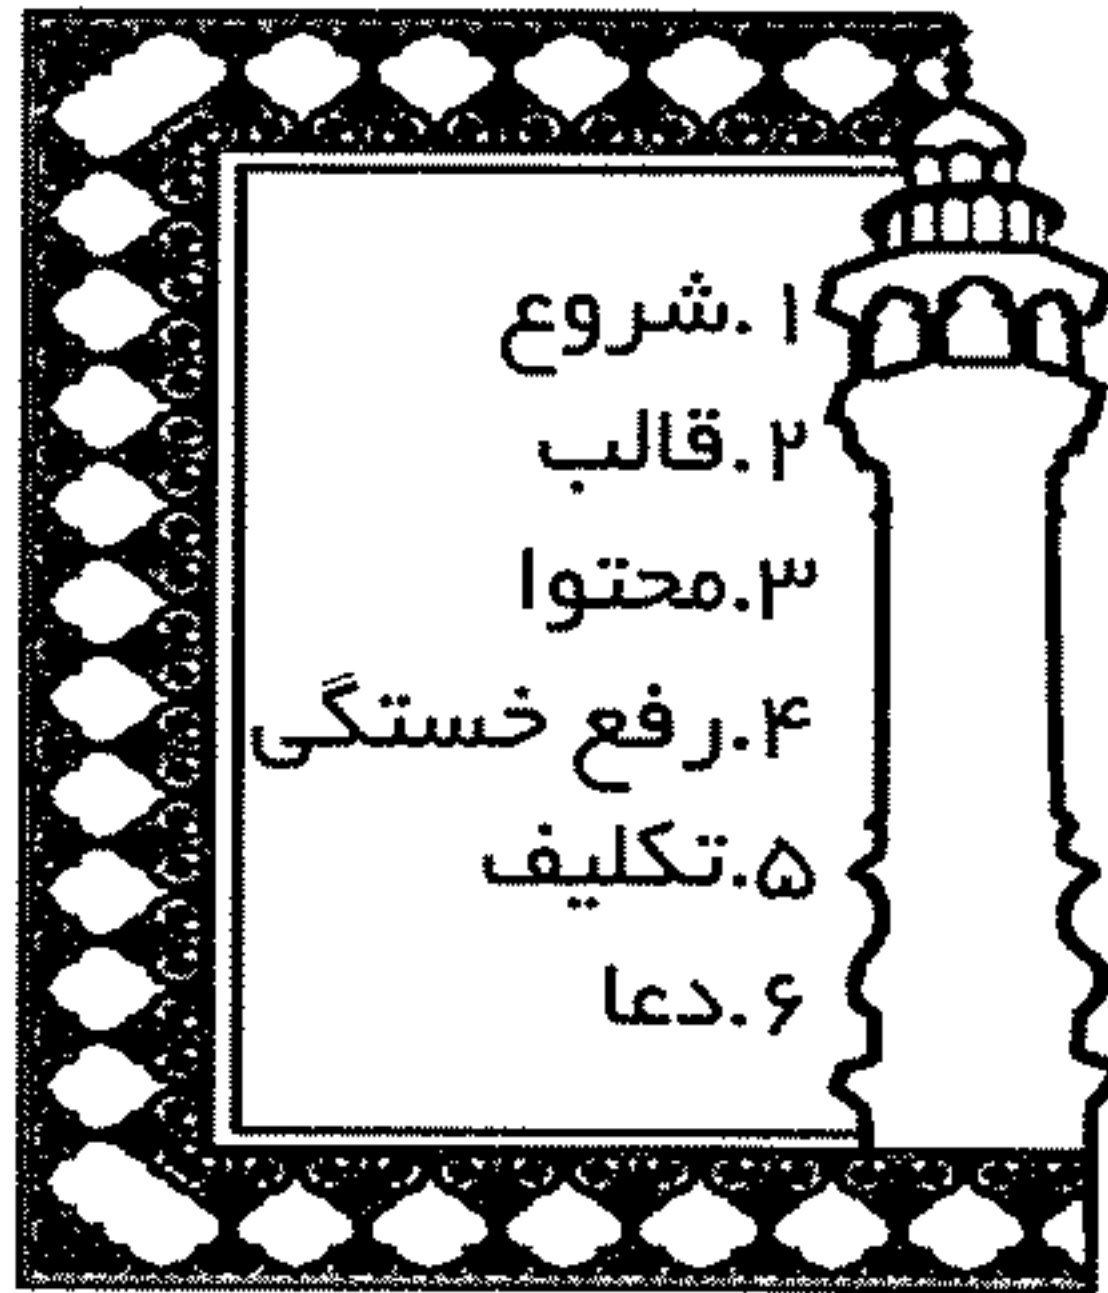 ۱.شروع
۲.قالب
۳.محتوا
۴.رفع خستگی
۵.تکلیف
۶.دعا